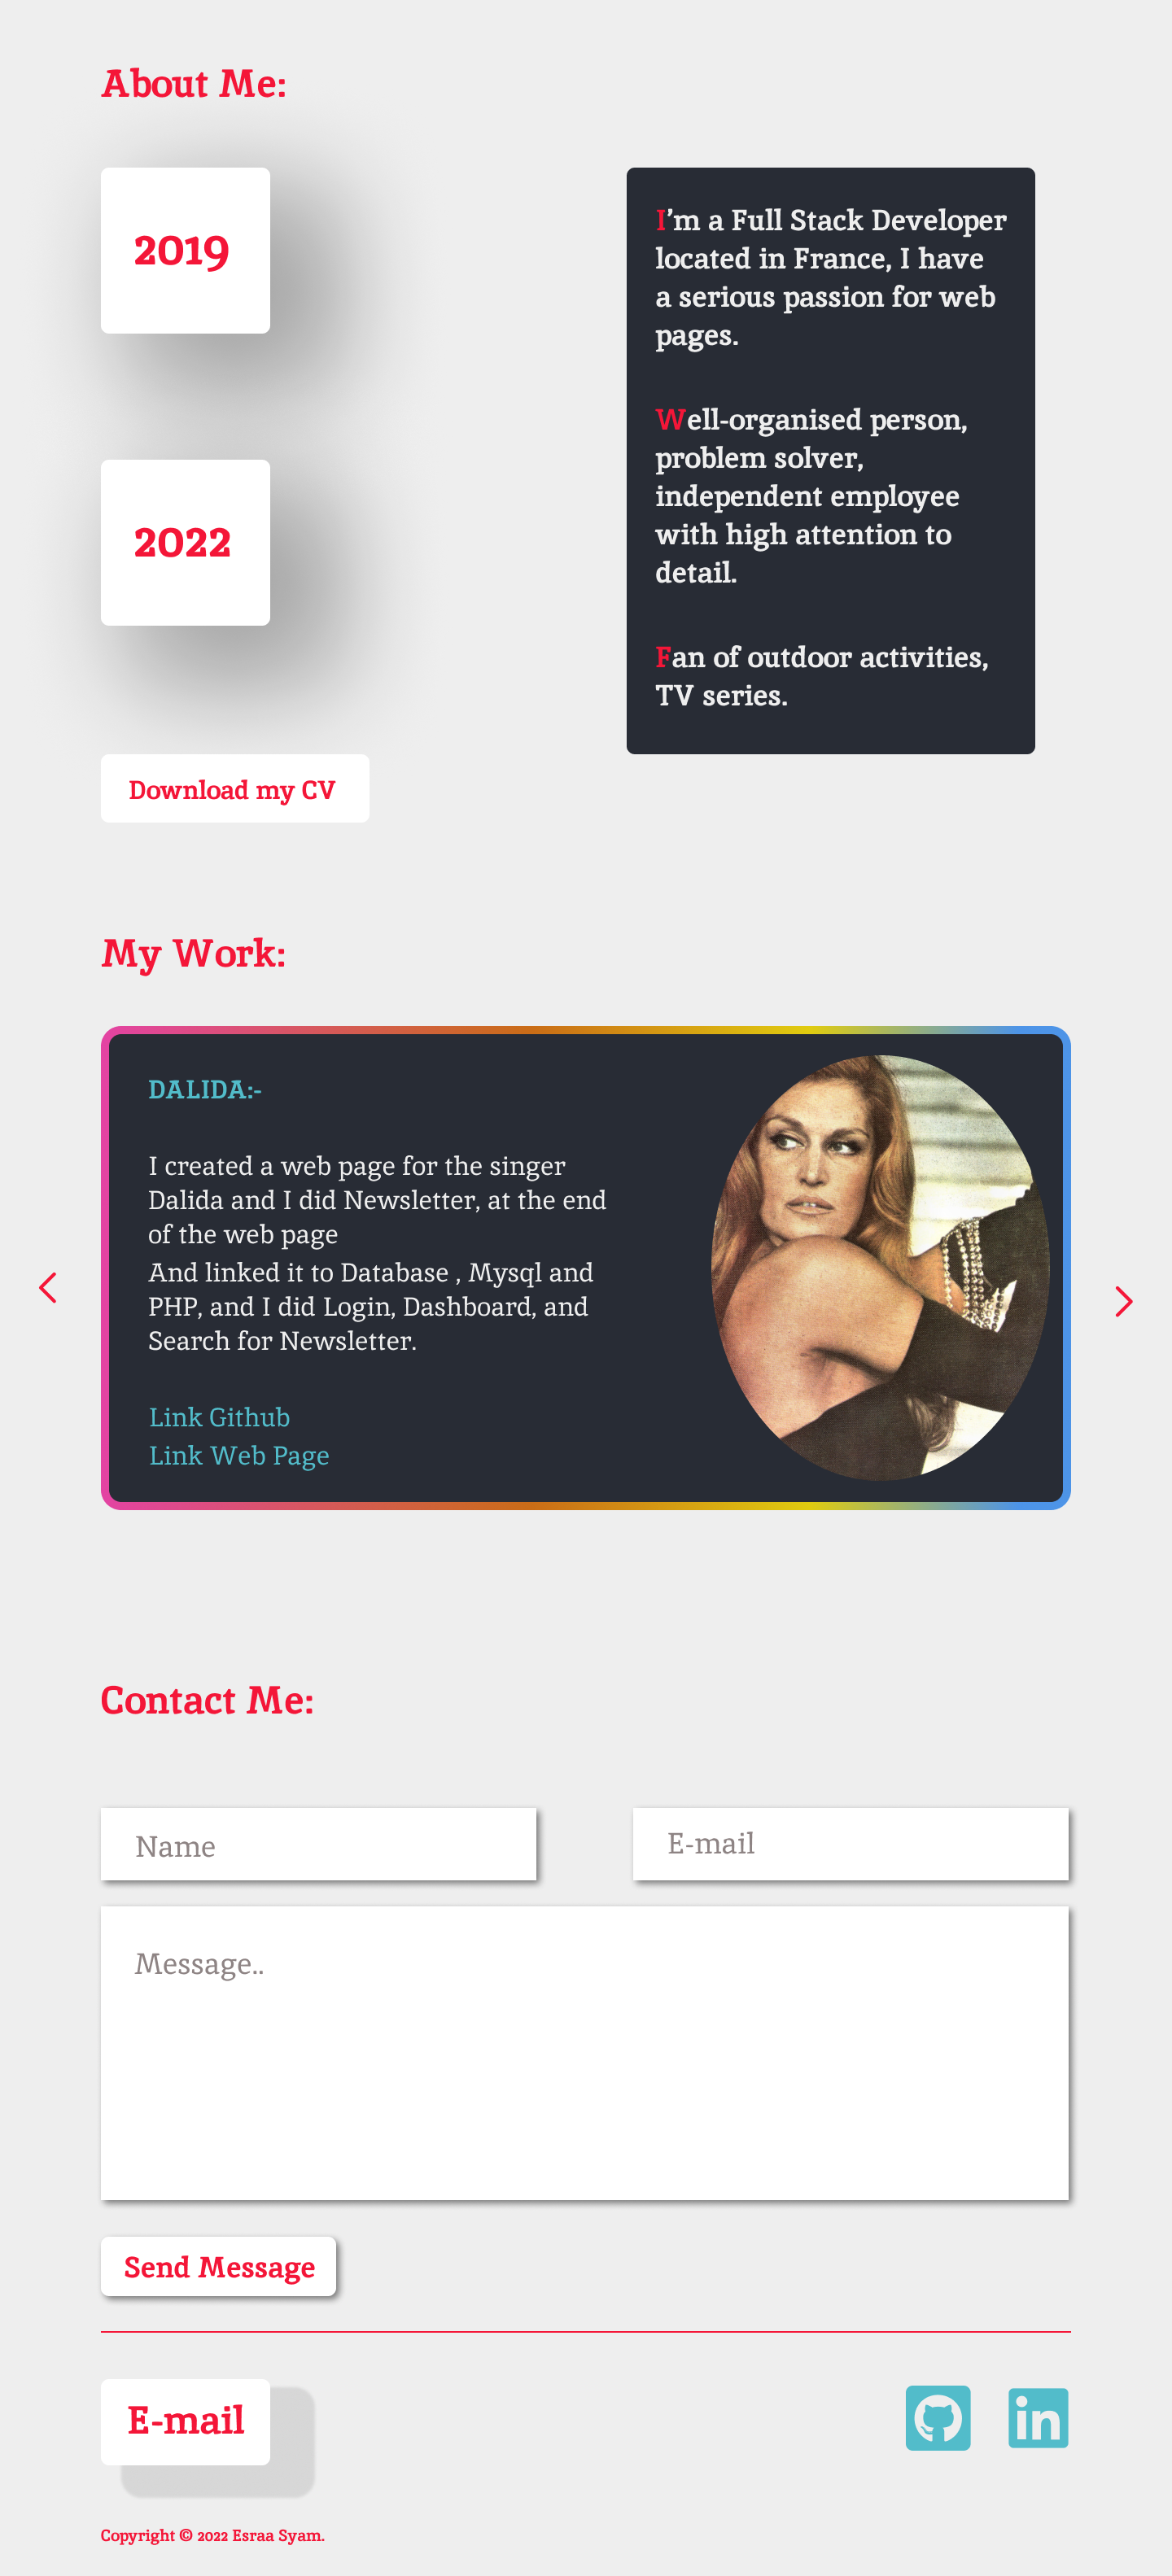 About Me:
2019
2022
Download my CV
I'm a Full Stack Developer
located in France, I have
a serious passion for web
pages.
Well-organised person,
problem solver,
independent employee
with high attention to
detail.
Fan of outdoor activities,
TV series.
My Work:
DALIDA:-
I created a web page for the singer
Dalida and I did Newsletter, at the end
of the web page
And linked it to Database , Mysql and
PHP, and I did Login, Dashboard, and
Search for Newsletter.
Link Github
Link Web Page
Contact Me:
Name
E-mail
Message..
Send Message
E-mail
in
Copyright © 2022 Esraa Syam.